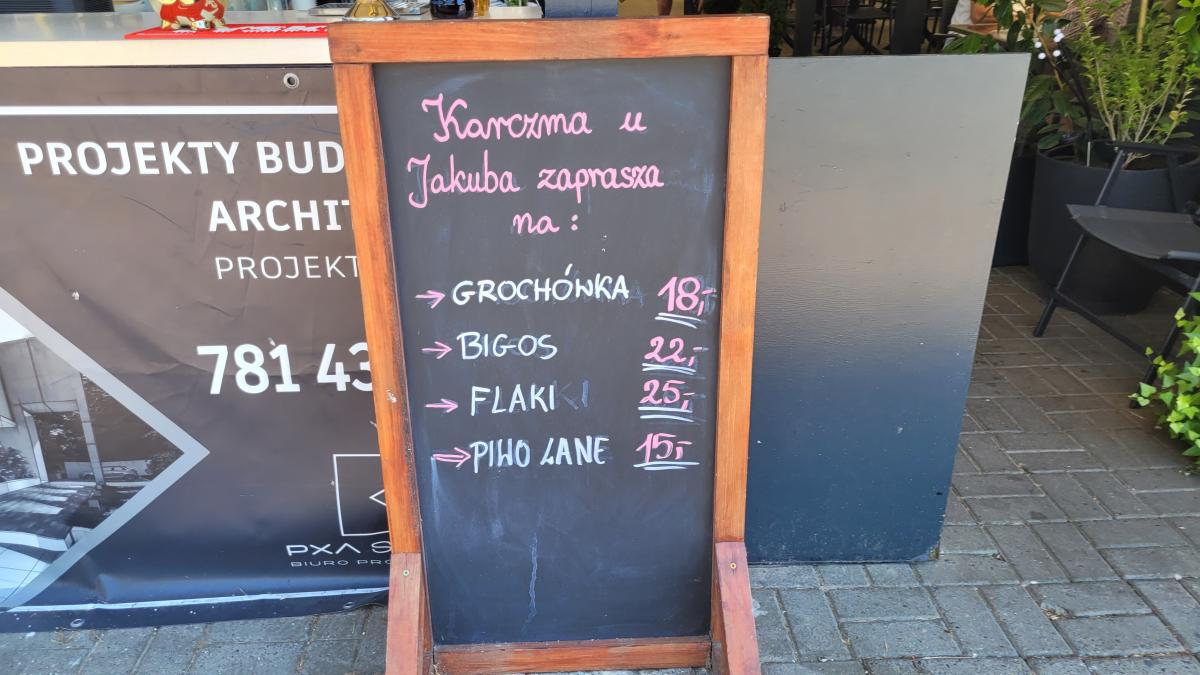 PROJEKTY BUD
ARCHIT
PROJEKT
781 43
PXA S
BIURO PRO
Karczma u
Jakuba zaprasza
na:
→ GROCHÓWKA 18,-
→ BIGOS 22,-
→ FLAKI 25,-
→ PIWO LANE 15,-